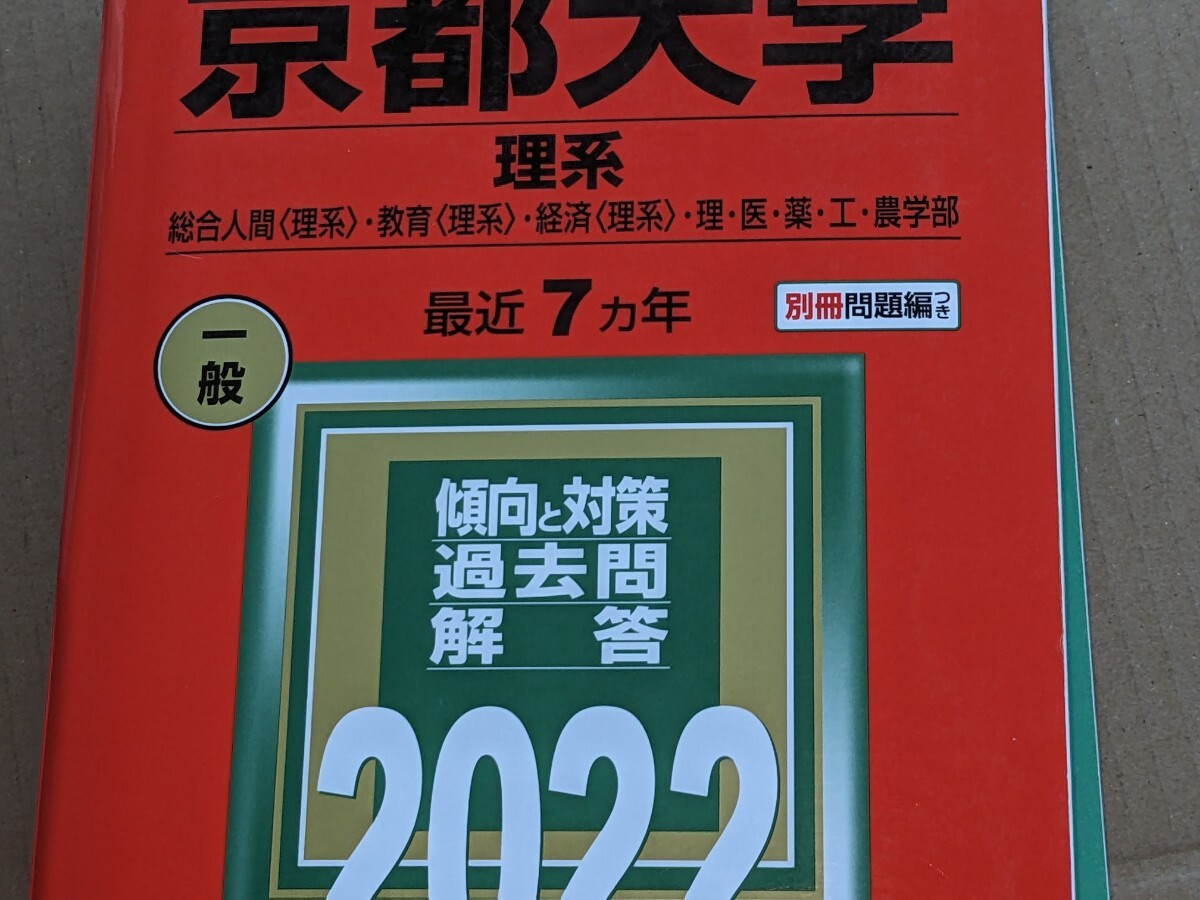 京都大学
理系
総合人間〈理系〉・教育〈理系〉・経済〈理系〉・理・医・薬・工・農学部
最近7カ年
別冊問題編つき
一般
傾向と対策
過去問
解答
2022